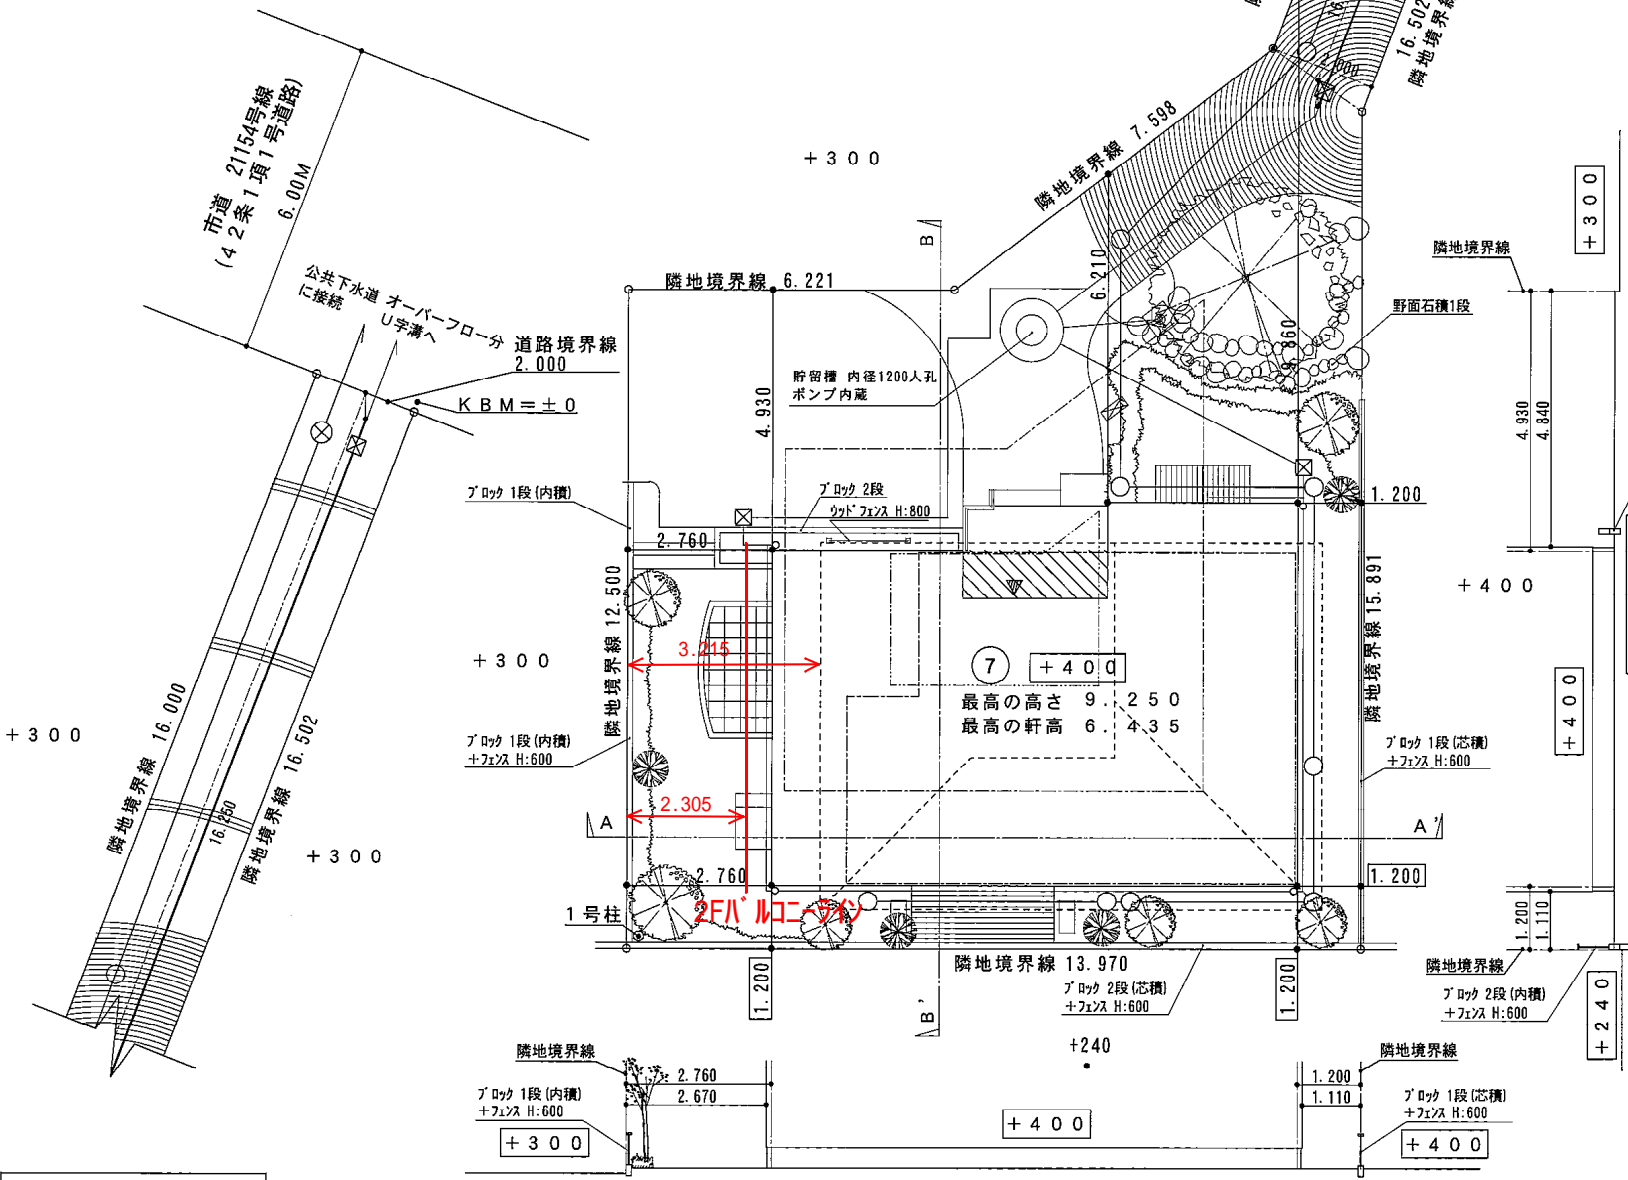 市道 21154号線
(42条1項1号道路)
6.00M
公共下水道
に接続
オーバーフロー分
U字溝へ
道路境界線
2.000
KBM=±0
隣地境界線 16.000
隣地境界線 16.502
16.250
+300
+300
+300
+300
16.502
隣地境界線
2.000
隣地境界線 7.598
隣地境界線 6.221
B
6.210
9.860
4.930
貯留槽 内径1200人孔
ポンプ内蔵
野面石積1段
ブロック 1段(内積)
ブロック 2段
ウッドフェンス H:800
2.760
1.200
隣地境界線 12.500
隣地境界線 15.891
3.215
⑦ +400
最高の高さ 9.250
最高の軒高 6.435
ブロック 1段(内積)
+フェンス H:600
ブロック 1段(芯積)
+フェンス H:600
2.305
A
A'
2.760
1.200
2Fバルコニーライン
1号柱
隣地境界線 13.970
1.200
1.200
ブロック 2段(芯積)
+フェンス H:600
B'
+240
隣地境界線
+300
4.930
4.840
+400
+400
1.200
1.110
隣地境界線
ブロック 2段(内積)
+フェンス H:600
+240
隣地境界線
ブロック 1段(内積)
+フェンス H:600
+300
2.760
2.670
+400
1.200
1.110
隣地境界線
ブロック 1段(芯積)
+フェンス H:600
+400